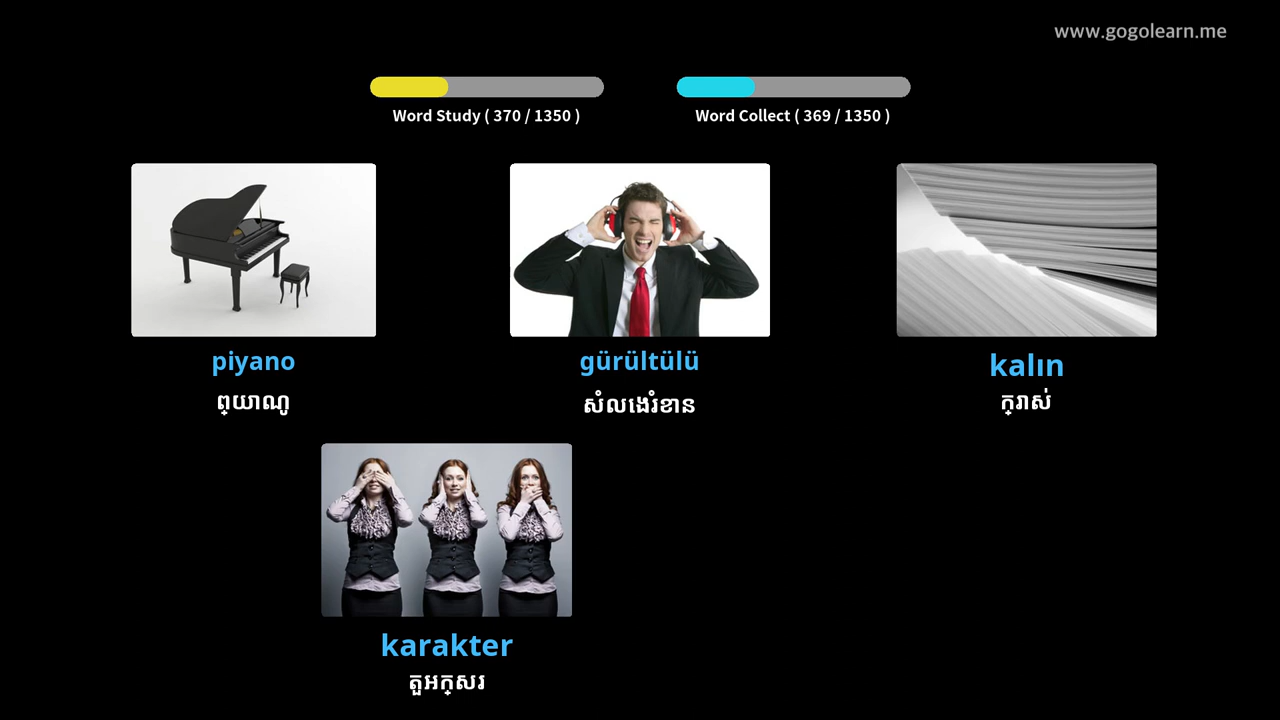 www.gogolearn.me
Word Study ( 370 / 1350 )
Word Collect ( 369 / 1350 )
piyano
ព្យាណូ
gürültülü
សំលេងរំខាន
kalın
ក្រាស់
karakter
តួអក្សរ